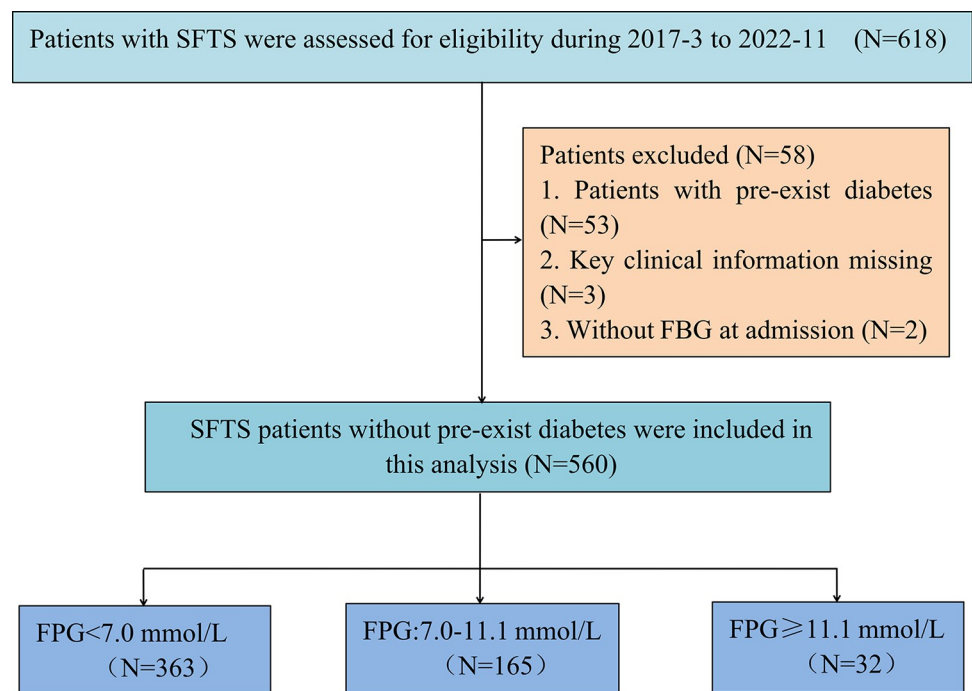 Patients with SFTS were assessed for eligibility during 2017-3 to 2022-11 (N=618)
Patients excluded (N=58)
1. Patients with pre-exist diabetes
(N=53)
2. Key clinical information missing
(N=3)
3. Without FBG at admission (N=2)
SFTS patients without pre-exist diabetes were included in
this analysis (N=560)
FPG<7.0 mmol/L
（N=363）
FPG:7.0-11.1 mmol/L
（N=165）
FPG≥11.1 mmol/L
（N=32）